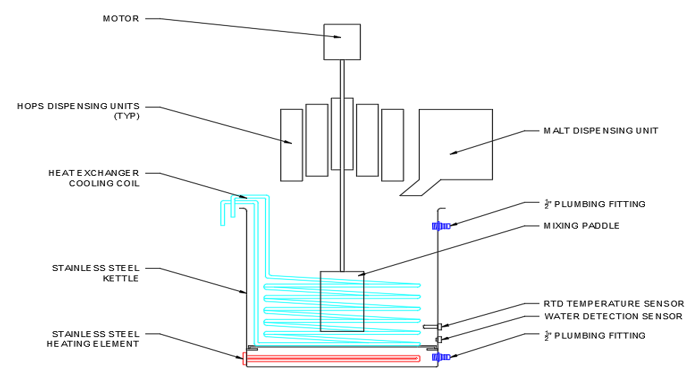 MOTOR
HOPS DISPENSING UNITS
(TYP)
MALT DISPENSING UNIT
HEAT EXCHANGER
COOLING COIL
½" PLUMBING FITTING
MIXING PADDLE
STAINLESS STEEL
KETTLE
RTD TEMPERATURE SENSOR
WATER DETECTION SENSOR
STAINLESS STEEL
HEATING ELEMENT
½" PLUMBING FITTING